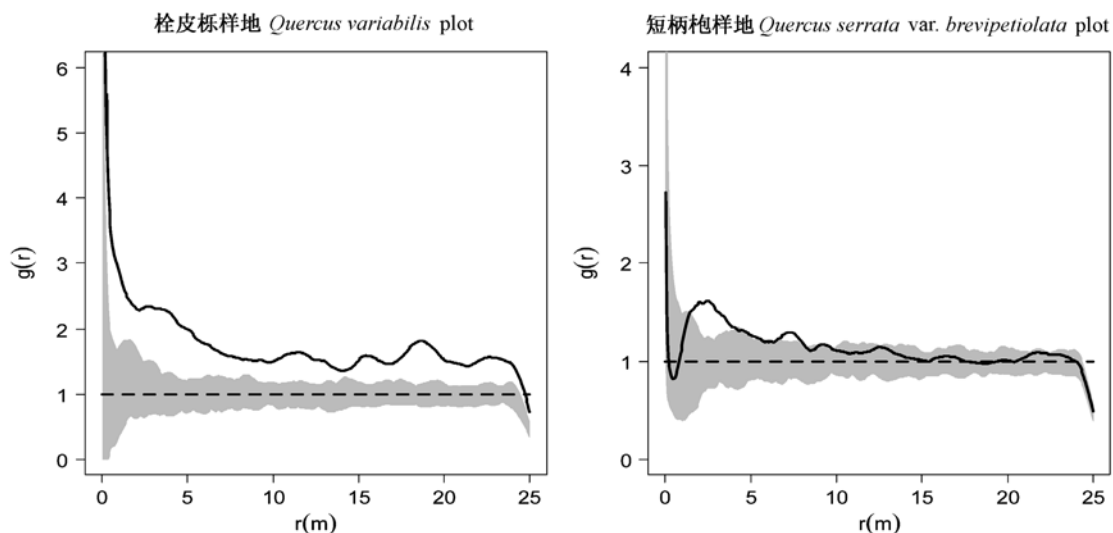 栓皮栎样地 Quercus variabilis plot
6
5
4
3
2
1
0
g(r)
0 5 10 15 20 25
r(m)
短柄枹样地 Quercus serrata var. brevipetiolata plot
4
3
2
1
0
g(r)
0 5 10 15 20 25
r(m)